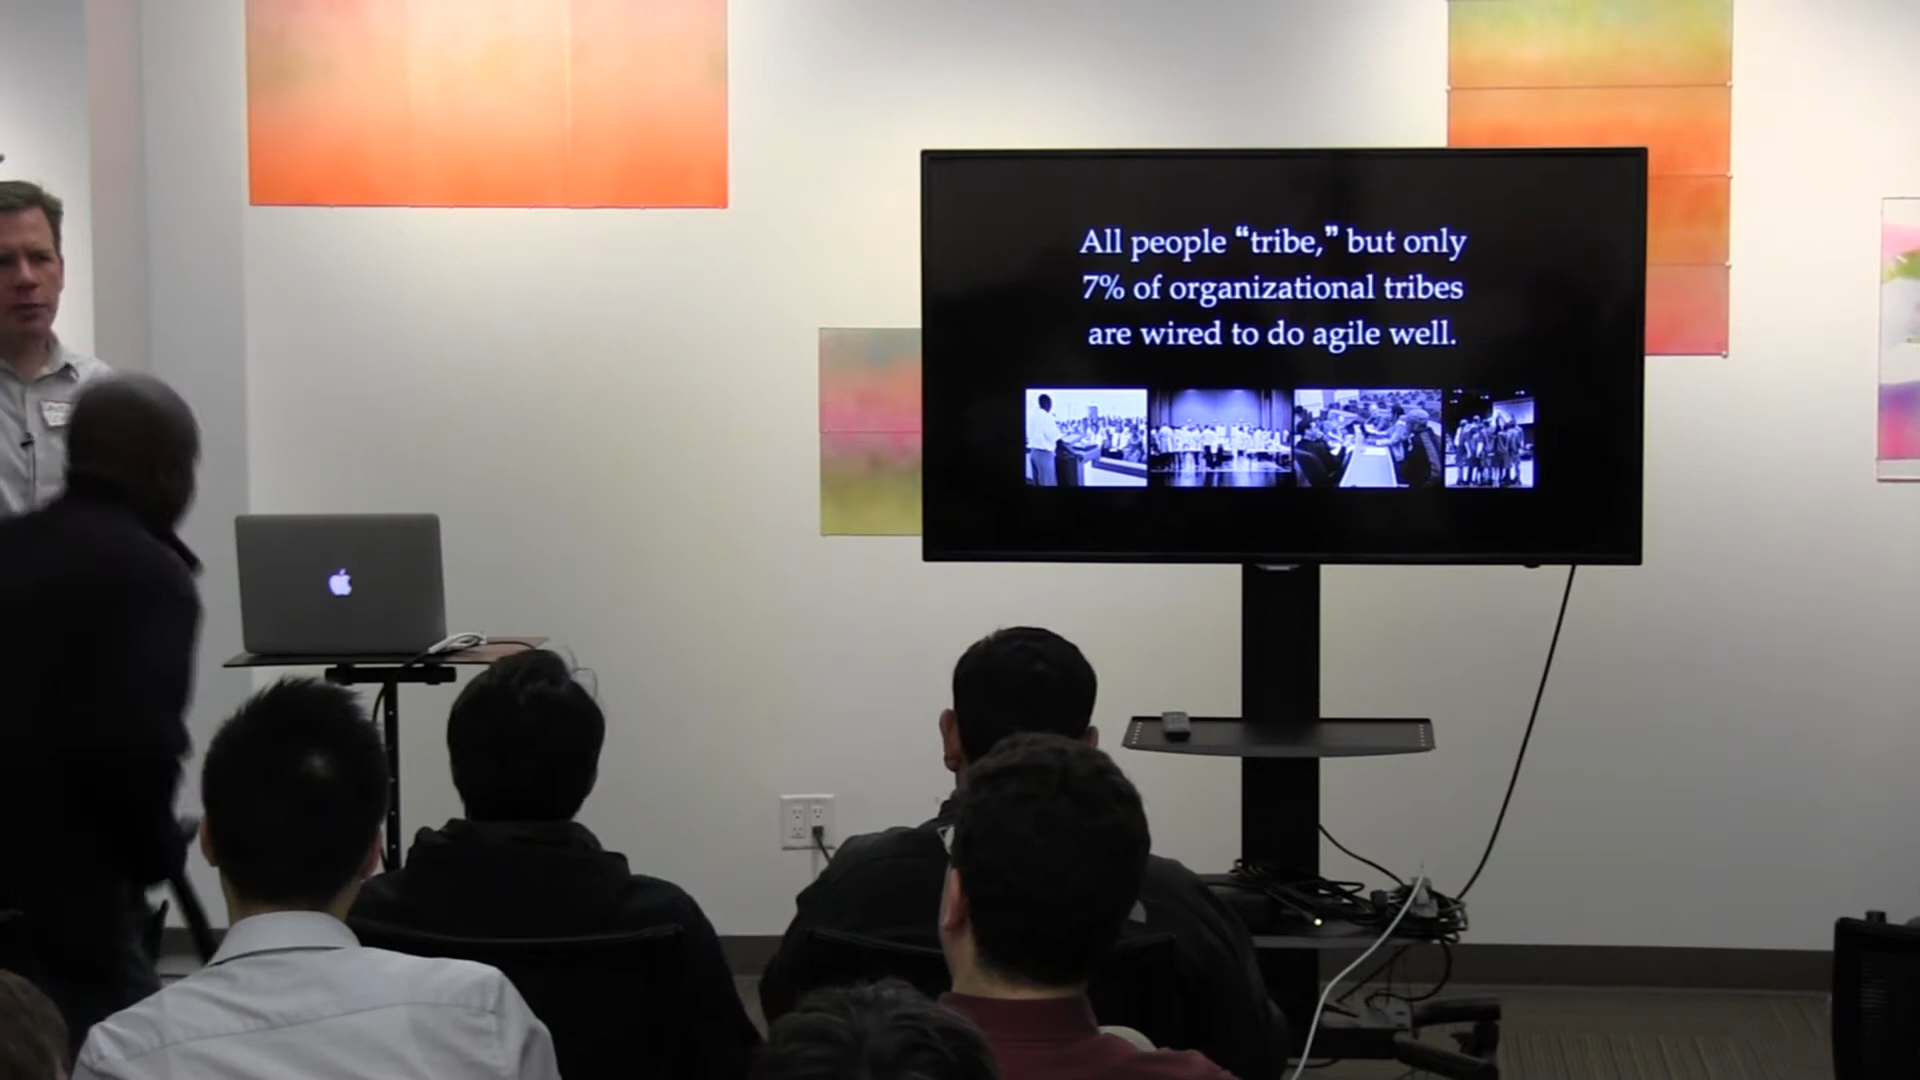 All people “tribe,” but only
7% of organizational tribes
are wired to do agile well.